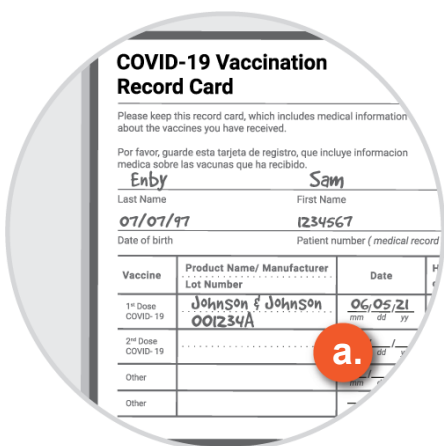 COVID-19 Vaccination
Record Card
Please keep this record card, which includes medical information
about the vaccines you have received.
Por favor, guarde esta tarjeta de registro, que incluye informacion
medica sobre las vacunas que ha recibido.
Enby Sam
Last Name First Name
07/07/97 1234567
Date of birth Patient number ( medical record
Vaccine Product Name/ Manufacturer Date H
Lot Number
1st Dose Johnson & Johnson 06/05/21
COVID-19 001234A mm dd yy
2nd Dose
COVID-19 dd
a.
Other
mm dd
Other